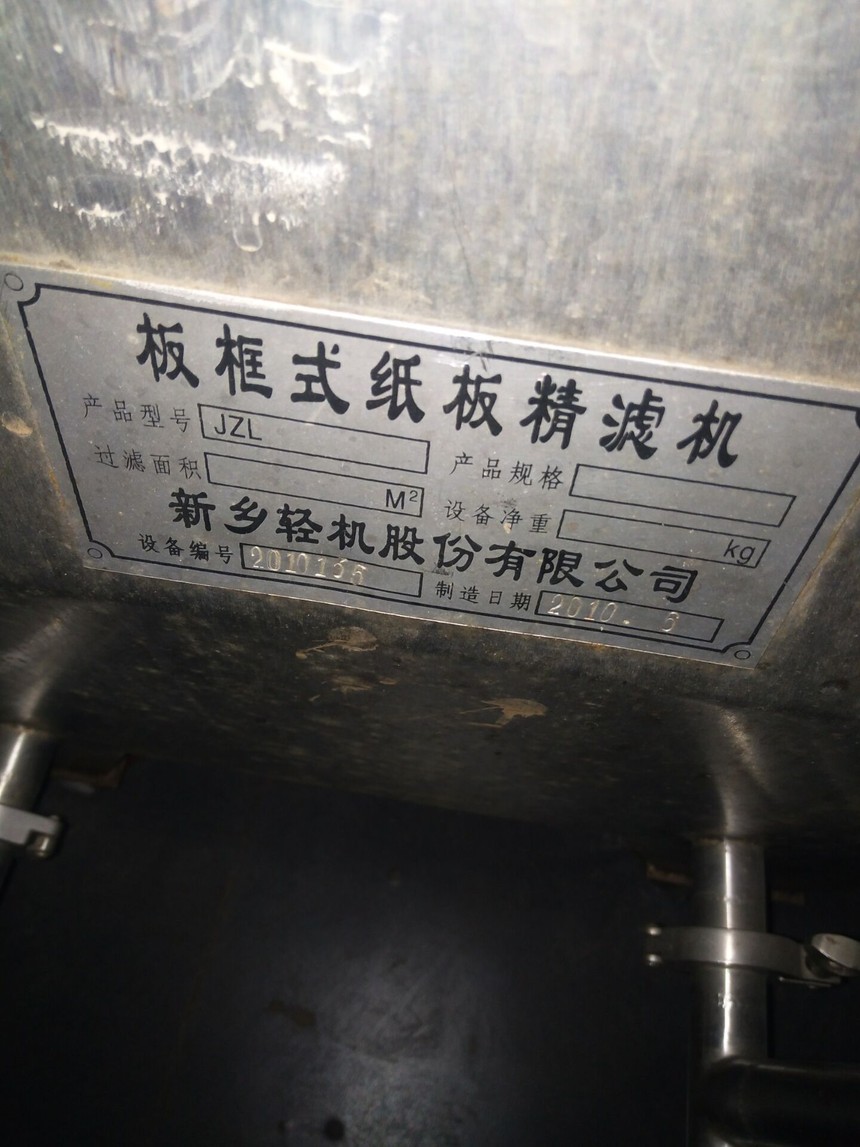 板框式纸板精滤机
产品型号 JZL 产品规格
过滤面积 M² 设备净重 kg
新乡轻机股份有限公司
设备编号 2010136 制造日期 2010. 5